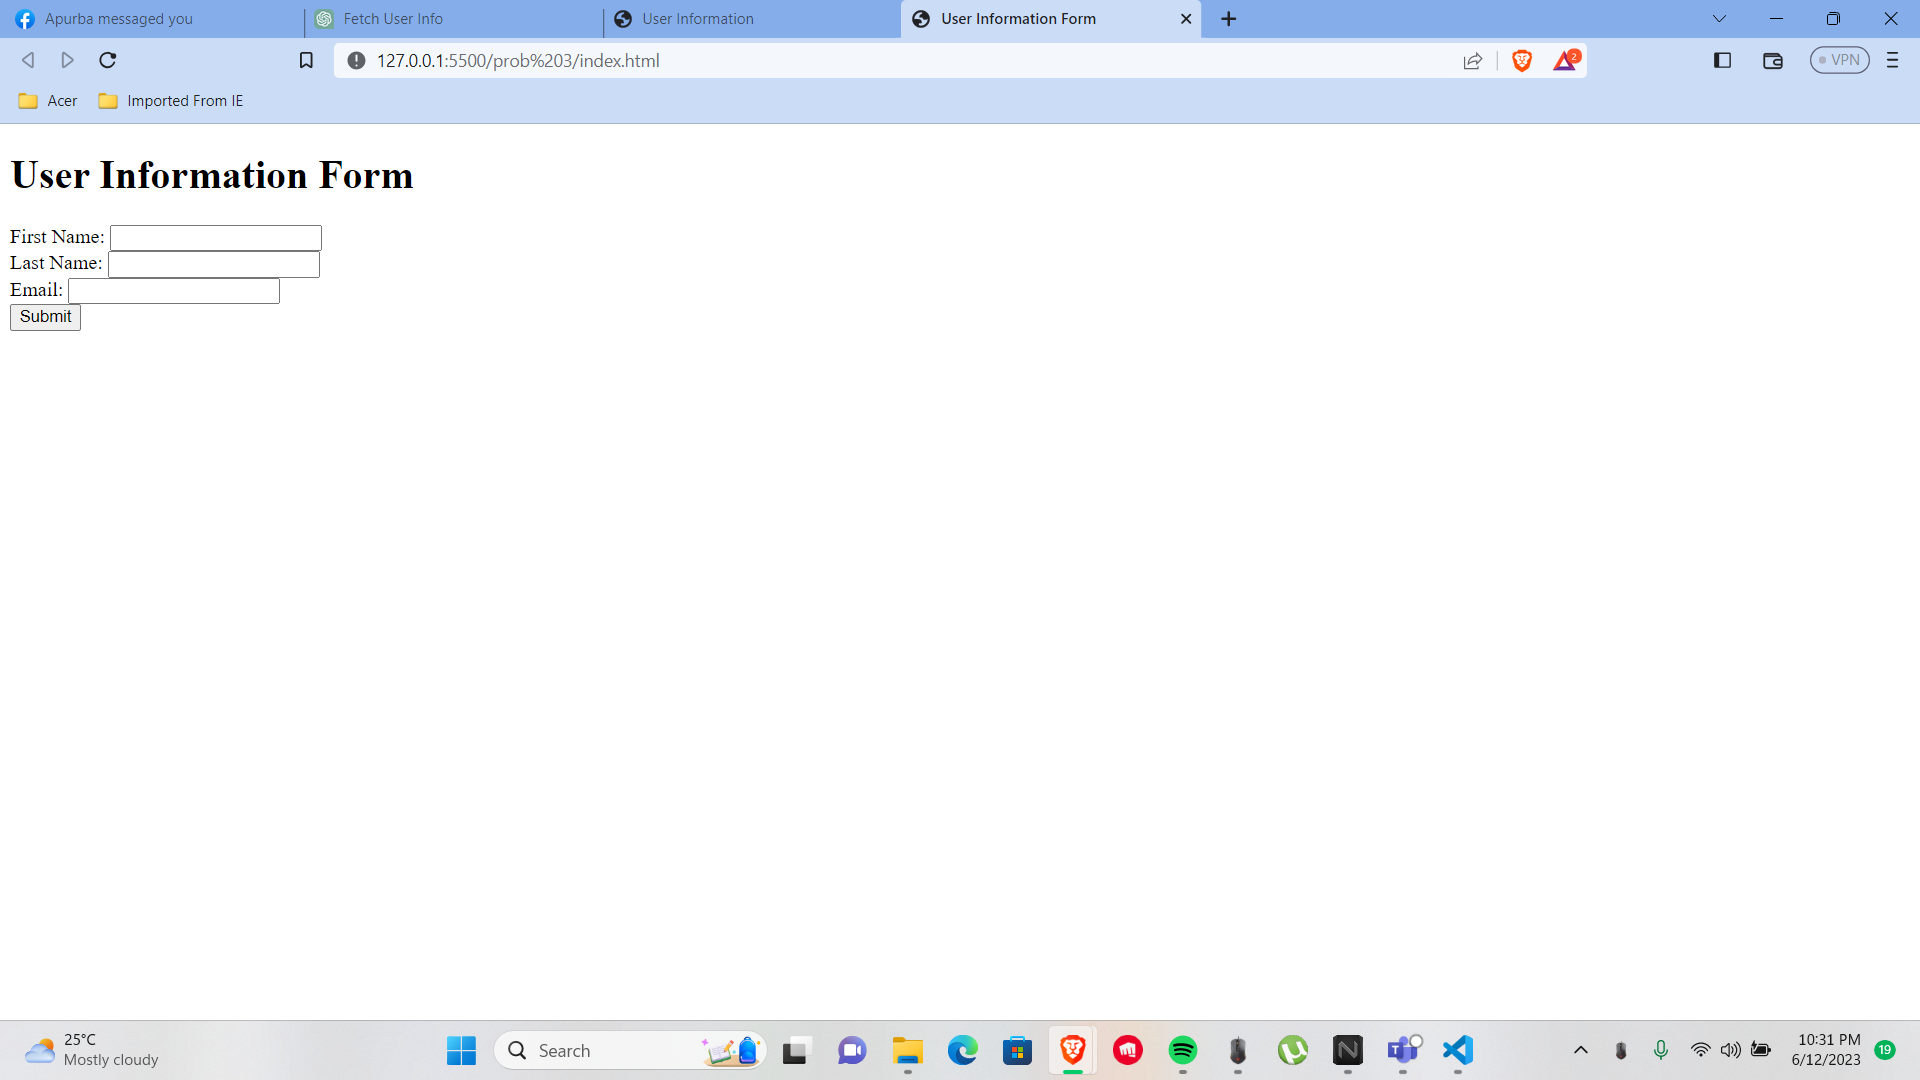 Apurba messaged you
Fetch User Info
User Information
User Information Form
127.0.0.1:5500/prob%203/index.html
2
VPN
Acer
Imported From IE
User Information Form
First Name:
Last Name:
Email:
Submit
25°C
Mostly cloudy
Search
10:31 PM
6/12/2023
19